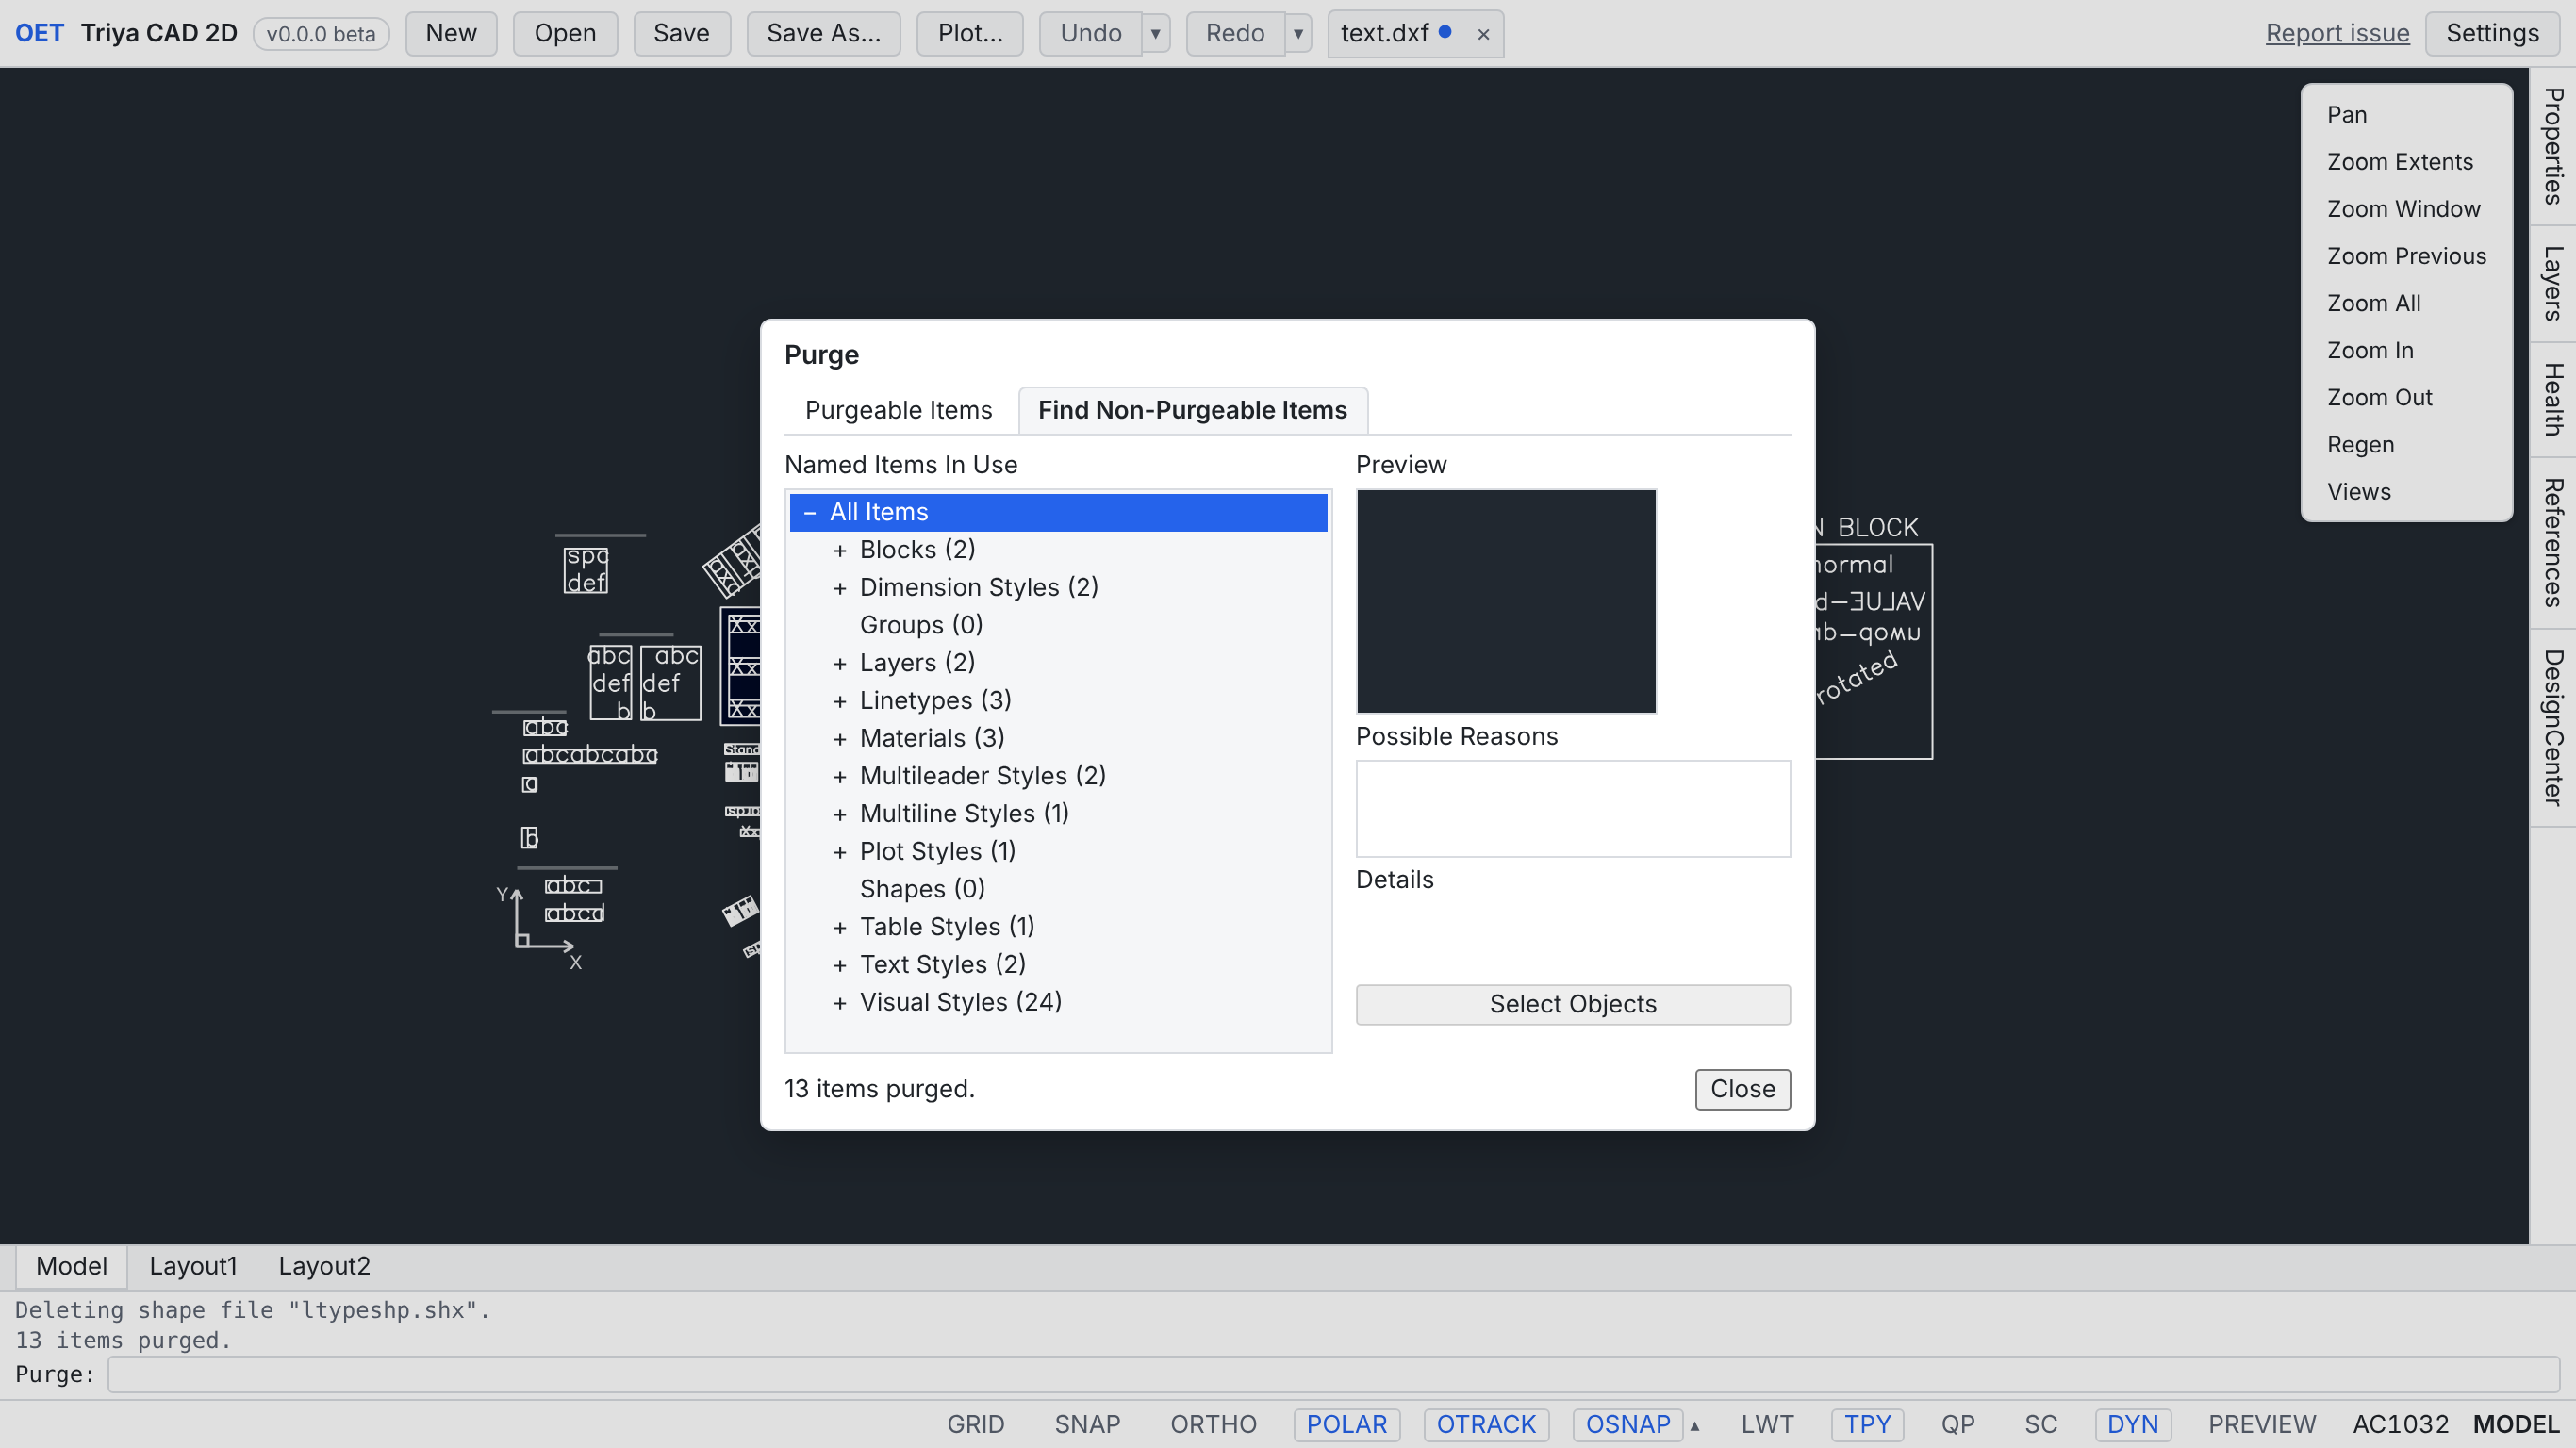 OET Triya CAD 2D v0.0.0 beta New Open Save Save As... Plot... Undo ▾ Redo ▾ text.dxf × Report issue Settings
Pan
Zoom Extents
Zoom Window
Zoom Previous
Zoom All
Zoom In
Zoom Out
Regen
Views
Properties
Layers
Health
References
DesignCenter
Purge
Purgeable Items Find Non-Purgeable Items
Named Items In Use
− All Items
+ Blocks (2)
+ Dimension Styles (2)
Groups (0)
+ Layers (2)
+ Linetypes (3)
+ Materials (3)
+ Multileader Styles (2)
+ Multiline Styles (1)
+ Plot Styles (1)
Shapes (0)
+ Table Styles (1)
+ Text Styles (2)
+ Visual Styles (24)
Preview
Possible Reasons
Details
Select Objects
13 items purged.
Close
spc
def
abc
def
b
abc
def
b
abc
abcabcabc
a
b
abc
abcd
Y
X
BLOCK
rotated
Model Layout1 Layout2
Deleting shape file "ltypeshp.shx".
13 items purged.
Purge:
GRID SNAP ORTHO POLAR OTRACK OSNAP ▴ LWT TPY QP SC DYN PREVIEW AC1032 MODEL